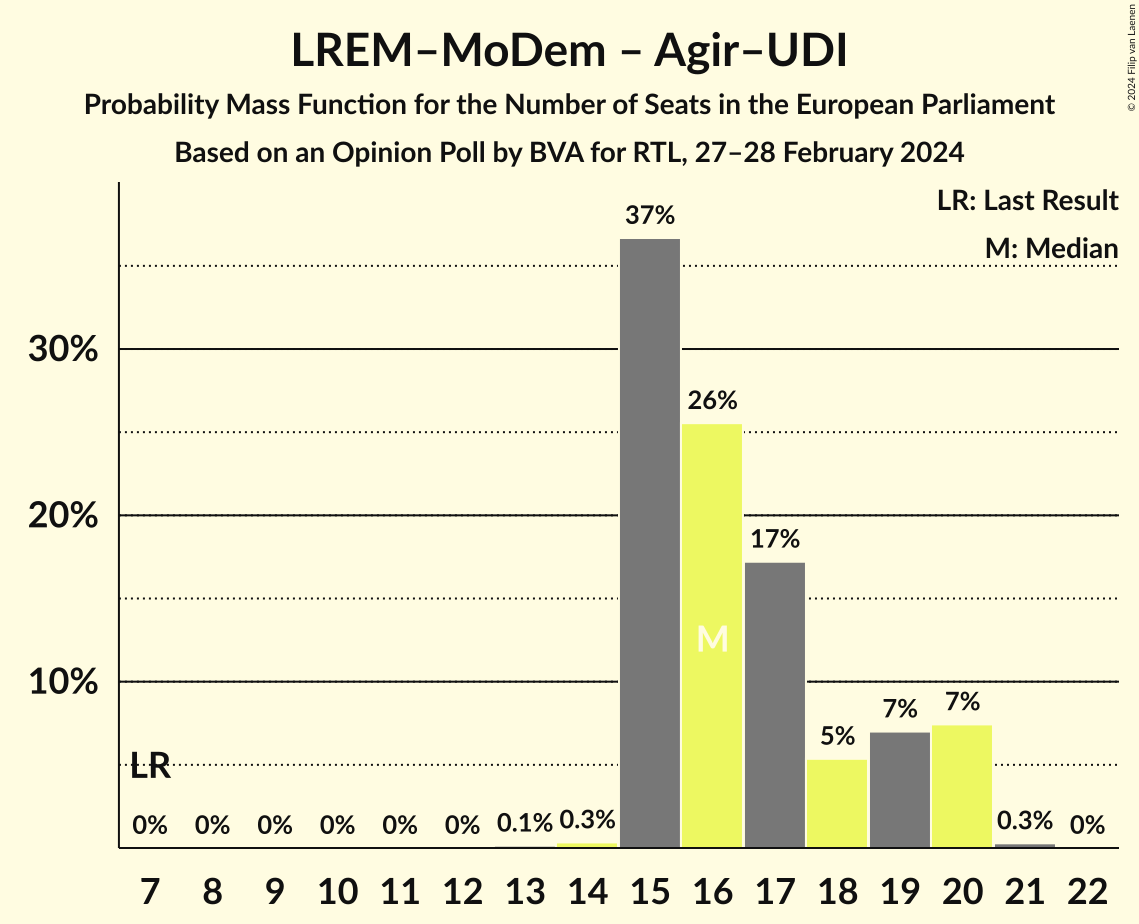 LREM–MoDem – Agir–UDI
Probability Mass Function for the Number of Seats in the European Parliament
Based on an Opinion Poll by BVA for RTL, 27–28 February 2024
© 2024 Filip van Laenen
LR: Last Result
M: Median
37%
30%
26%
20%
17%
M
10%
7%
7%
5%
LR
0% 0% 0% 0% 0% 0% 0.1% 0.3% 0.3% 0%
7 8 9 10 11 12 13 14 15 16 17 18 19 20 21 22